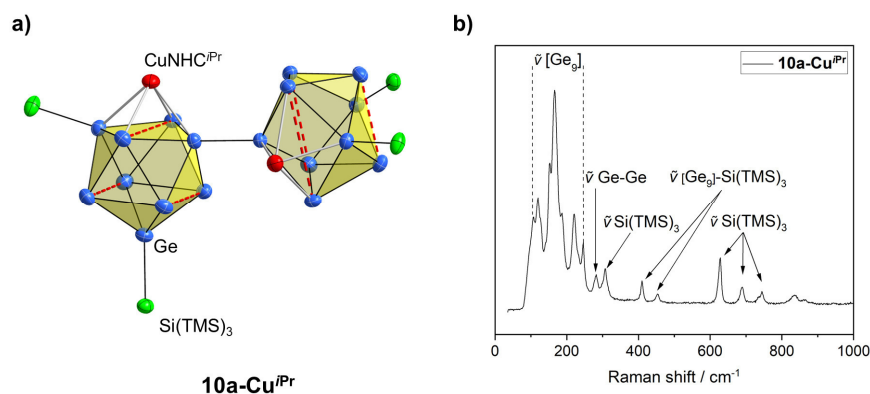 a)
CuNHC^iPr
Ge
Si(TMS)₃
10a-Cu^iPr
b)
ṽ [Ge₉]
10a-Cu^iPr
ṽ Ge-Ge
ṽ [Ge₉]-Si(TMS)₃
ṽ Si(TMS)₃
ṽ Si(TMS)₃
0 200 400 600 800 1000
Raman shift / cm⁻¹